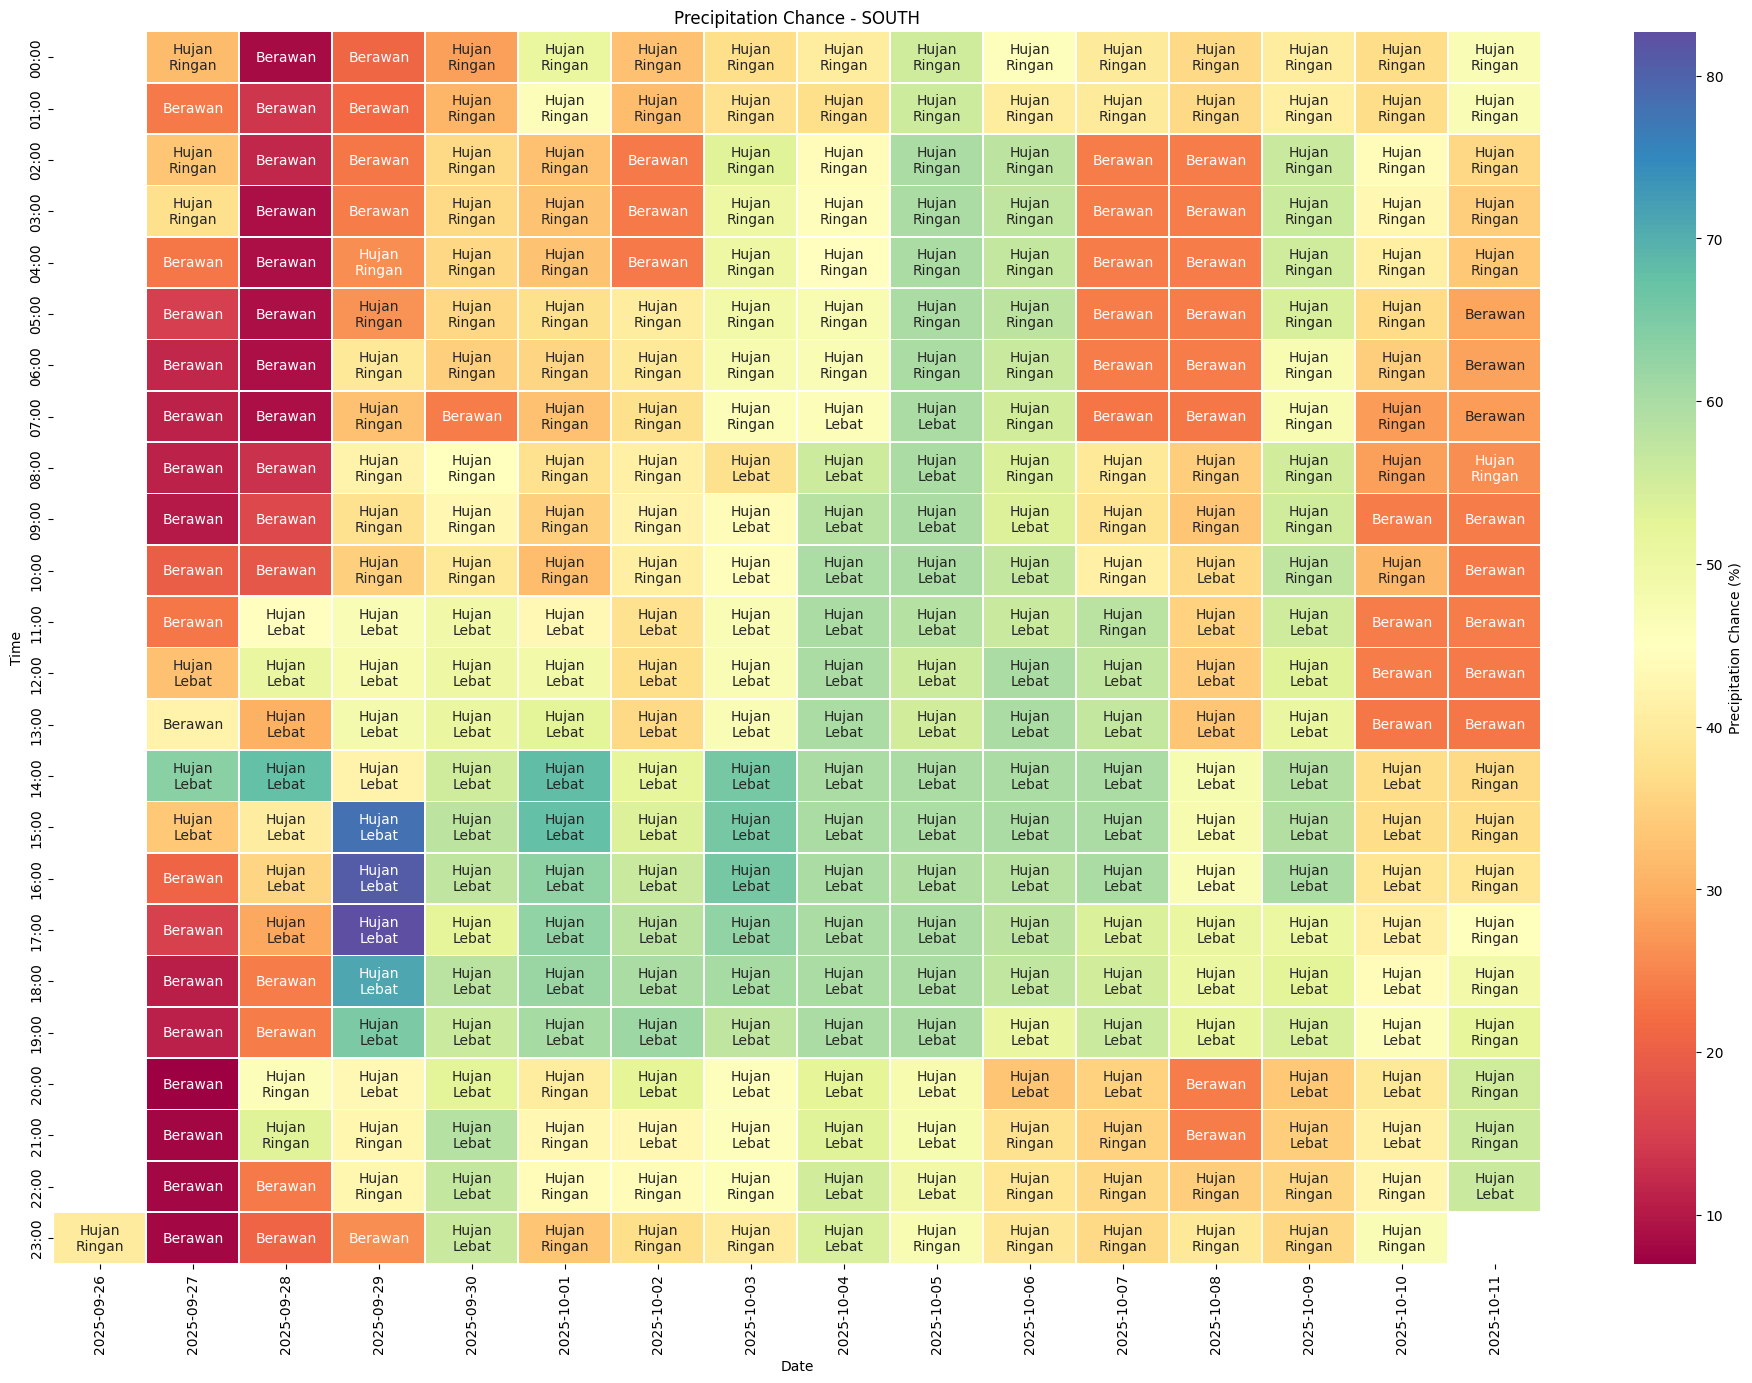 Precipitation Chance - SOUTH
Time
00:00 Hujan Ringan Berawan Berawan Hujan Ringan Hujan Ringan Hujan Ringan Hujan Ringan Hujan Ringan Hujan Ringan Hujan Ringan Hujan Ringan Hujan Ringan Hujan Ringan Hujan Ringan Hujan Ringan
01:00 Berawan Berawan Berawan Hujan Ringan Hujan Ringan Hujan Ringan Hujan Ringan Hujan Ringan Hujan Ringan Hujan Ringan Hujan Ringan Hujan Ringan Hujan Ringan Hujan Ringan Hujan Ringan
02:00 Hujan Ringan Berawan Berawan Hujan Ringan Hujan Ringan Berawan Hujan Ringan Hujan Ringan Hujan Ringan Hujan Ringan Berawan Berawan Hujan Ringan Hujan Ringan Hujan Ringan
03:00 Hujan Ringan Berawan Berawan Hujan Ringan Hujan Ringan Berawan Hujan Ringan Hujan Ringan Hujan Ringan Hujan Ringan Berawan Berawan Hujan Ringan Hujan Ringan Hujan Ringan
04:00 Berawan Berawan Hujan Ringan Hujan Ringan Hujan Ringan Berawan Hujan Ringan Hujan Ringan Hujan Ringan Hujan Ringan Berawan Berawan Hujan Ringan Hujan Ringan Hujan Ringan
05:00 Berawan Berawan Hujan Ringan Hujan Ringan Hujan Ringan Hujan Ringan Hujan Ringan Hujan Ringan Hujan Ringan Hujan Ringan Berawan Berawan Hujan Ringan Hujan Ringan Berawan
06:00 Berawan Berawan Hujan Ringan Hujan Ringan Hujan Ringan Hujan Ringan Hujan Ringan Hujan Ringan Hujan Ringan Hujan Ringan Berawan Berawan Hujan Ringan Hujan Ringan Berawan
07:00 Berawan Berawan Hujan Ringan Berawan Hujan Ringan Hujan Ringan Hujan Ringan Hujan Lebat Hujan Lebat Hujan Ringan Berawan Berawan Hujan Ringan Hujan Ringan Berawan
08:00 Berawan Berawan Hujan Ringan Hujan Ringan Hujan Ringan Hujan Ringan Hujan Lebat Hujan Lebat Hujan Lebat Hujan Ringan Hujan Ringan Hujan Ringan Hujan Ringan Hujan Ringan Hujan Ringan
09:00 Berawan Berawan Hujan Ringan Hujan Ringan Hujan Ringan Hujan Ringan Hujan Lebat Hujan Lebat Hujan Lebat Hujan Lebat Hujan Ringan Hujan Ringan Hujan Ringan Berawan Berawan
10:00 Berawan Berawan Hujan Ringan Hujan Ringan Hujan Ringan Hujan Ringan Hujan Lebat Hujan Lebat Hujan Lebat Hujan Lebat Hujan Ringan Hujan Lebat Hujan Ringan Hujan Ringan Berawan
11:00 Berawan Hujan Lebat Hujan Lebat Hujan Lebat Hujan Lebat Hujan Lebat Hujan Lebat Hujan Lebat Hujan Lebat Hujan Lebat Hujan Ringan Hujan Lebat Hujan Lebat Berawan Berawan
12:00 Hujan Lebat Hujan Lebat Hujan Lebat Hujan Lebat Hujan Lebat Hujan Lebat Hujan Lebat Hujan Lebat Hujan Lebat Hujan Lebat Hujan Lebat Hujan Lebat Hujan Lebat Berawan Berawan
13:00 Berawan Hujan Lebat Hujan Lebat Hujan Lebat Hujan Lebat Hujan Lebat Hujan Lebat Hujan Lebat Hujan Lebat Hujan Lebat Hujan Lebat Hujan Lebat Hujan Lebat Berawan Berawan
14:00 Hujan Lebat Hujan Lebat Hujan Lebat Hujan Lebat Hujan Lebat Hujan Lebat Hujan Lebat Hujan Lebat Hujan Lebat Hujan Lebat Hujan Lebat Hujan Lebat Hujan Lebat Hujan Lebat Hujan Ringan
15:00 Hujan Lebat Hujan Lebat Hujan Lebat Hujan Lebat Hujan Lebat Hujan Lebat Hujan Lebat Hujan Lebat Hujan Lebat Hujan Lebat Hujan Lebat Hujan Lebat Hujan Lebat Hujan Lebat Hujan Ringan
16:00 Berawan Hujan Lebat Hujan Lebat Hujan Lebat Hujan Lebat Hujan Lebat Hujan Lebat Hujan Lebat Hujan Lebat Hujan Lebat Hujan Lebat Hujan Lebat Hujan Lebat Hujan Lebat Hujan Ringan
17:00 Berawan Hujan Lebat Hujan Lebat Hujan Lebat Hujan Lebat Hujan Lebat Hujan Lebat Hujan Lebat Hujan Lebat Hujan Lebat Hujan Lebat Hujan Lebat Hujan Lebat Hujan Lebat Hujan Ringan
18:00 Berawan Berawan Hujan Lebat Hujan Lebat Hujan Lebat Hujan Lebat Hujan Lebat Hujan Lebat Hujan Lebat Hujan Lebat Hujan Lebat Hujan Lebat Hujan Lebat Hujan Lebat Hujan Ringan
19:00 Berawan Berawan Hujan Lebat Hujan Lebat Hujan Lebat Hujan Lebat Hujan Lebat Hujan Lebat Hujan Lebat Hujan Lebat Hujan Lebat Hujan Lebat Hujan Lebat Hujan Lebat Hujan Ringan
20:00 Berawan Hujan Ringan Hujan Lebat Hujan Lebat Hujan Ringan Hujan Lebat Hujan Lebat Hujan Lebat Hujan Lebat Hujan Lebat Hujan Lebat Berawan Hujan Lebat Hujan Lebat Hujan Ringan
21:00 Berawan Hujan Ringan Hujan Ringan Hujan Lebat Hujan Ringan Hujan Lebat Hujan Lebat Hujan Lebat Hujan Lebat Hujan Ringan Hujan Ringan Berawan Hujan Lebat Hujan Lebat Hujan Ringan
22:00 Berawan Berawan Hujan Ringan Hujan Lebat Hujan Ringan Hujan Ringan Hujan Ringan Hujan Lebat Hujan Lebat Hujan Ringan Hujan Ringan Hujan Ringan Hujan Ringan Hujan Ringan Hujan Lebat
23:00 Hujan Ringan Berawan Berawan Berawan Hujan Lebat Hujan Ringan Hujan Ringan Hujan Ringan Hujan Lebat Hujan Ringan Hujan Ringan Hujan Ringan Hujan Ringan Hujan Ringan Hujan Ringan
2025-09-26 2025-09-27 2025-09-28 2025-09-29 2025-09-30 2025-10-01 2025-10-02 2025-10-03 2025-10-04 2025-10-05 2025-10-06 2025-10-07 2025-10-08 2025-10-09 2025-10-10 2025-10-11
Date
80
70
60
50
40
30
20
10
Precipitation Chance (%)